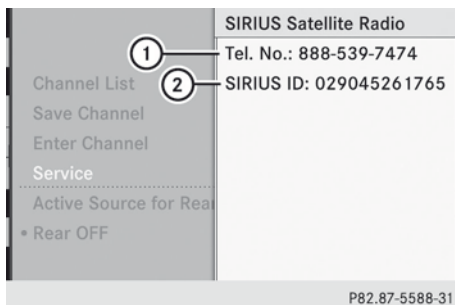 SIRIUS Satellite Radio
① Tel. No.: 888-539-7474
② SIRIUS ID: 029045261765
Channel List
Save Channel
Enter Channel
Service
Active Source for Rea
• Rear OFF
P82.87-5588-31